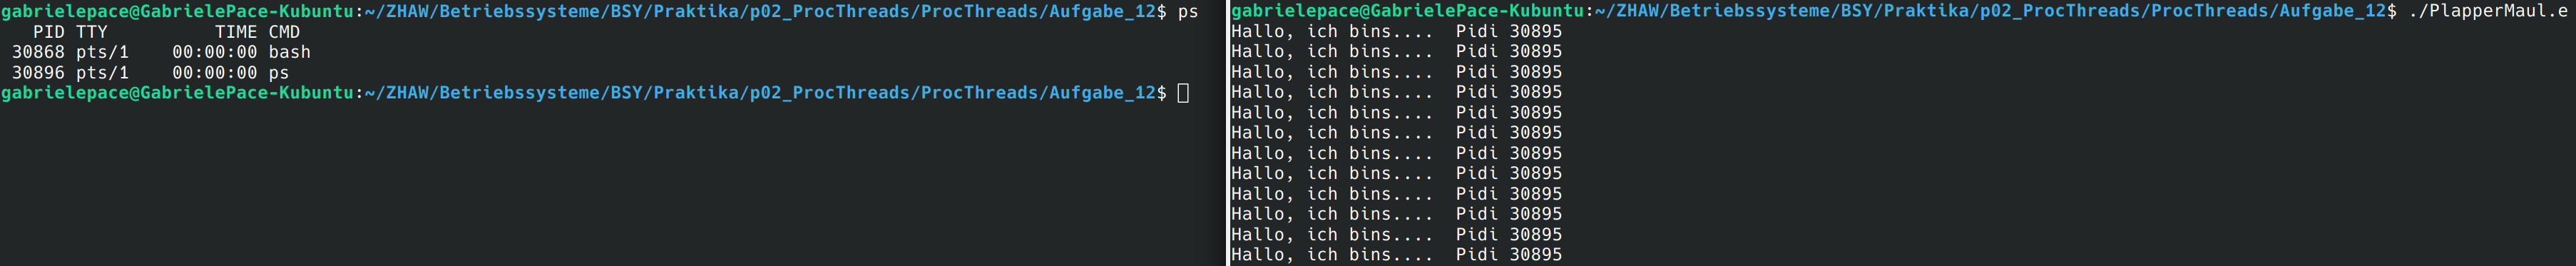 gabrielepace@GabrielePace-Kubuntu:~/ZHAW/Betriebssysteme/BSY/Praktika/p02_ProcThreads/ProcThreads/Aufgabe_12$ ps
    PID TTY          TIME CMD
  30868 pts/1    00:00:00 bash
  30896 pts/1    00:00:00 ps
gabrielepace@GabrielePace-Kubuntu:~/ZHAW/Betriebssysteme/BSY/Praktika/p02_ProcThreads/ProcThreads/Aufgabe_12$
gabrielepace@GabrielePace-Kubuntu:~/ZHAW/Betriebssysteme/BSY/Praktika/p02_ProcThreads/ProcThreads/Aufgabe_12$ ./PlapperMaul.e
Hallo, ich bins....  Pidi 30895
Hallo, ich bins....  Pidi 30895
Hallo, ich bins....  Pidi 30895
Hallo, ich bins....  Pidi 30895
Hallo, ich bins....  Pidi 30895
Hallo, ich bins....  Pidi 30895
Hallo, ich bins....  Pidi 30895
Hallo, ich bins....  Pidi 30895
Hallo, ich bins....  Pidi 30895
Hallo, ich bins....  Pidi 30895
Hallo, ich bins....  Pidi 30895
Hallo, ich bins....  Pidi 30895